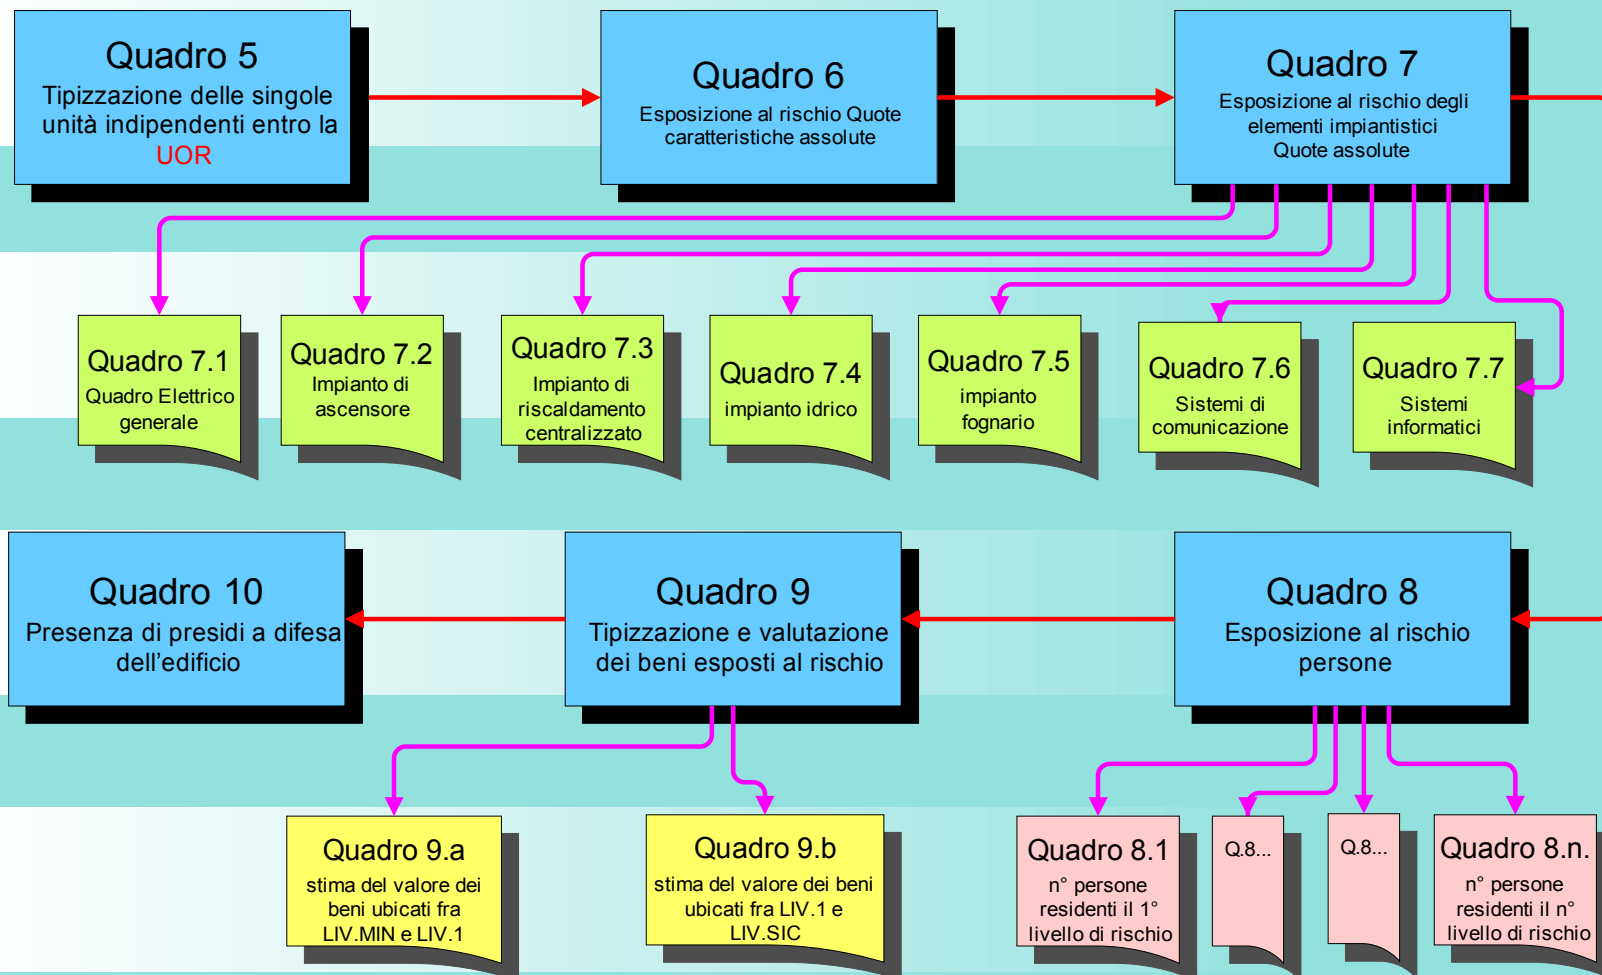 Quadro 5
Tipizzazione delle singole
unità indipendenti entro la
UOR
Quadro 6
Esposizione al rischio Quote
caratteristiche assolute
Quadro 7
Esposizione al rischio degli
elementi impiantistici
Quote assolute
Quadro 7.1
Quadro Elettrico
generale
Quadro 7.2
Impianto di
ascensore
Quadro 7.3
Impianto di
riscaldamento
centralizzato
Quadro 7.4
impianto idrico
Quadro 7.5
impianto
fognario
Quadro 7.6
Sistemi di
comunicazione
Quadro 7.7
Sistemi
informatici
Quadro 10
Presenza di presidi a difesa
dell'edificio
Quadro 9
Tipizzazione e valutazione
dei beni esposti al rischio
Quadro 8
Esposizione al rischio
persone
Quadro 9.a
stima del valore dei
beni ubicati fra
LIV.MIN e LIV.1
Quadro 9.b
stima del valore dei beni
ubicati fra LIV.1 e
LIV.SIC
Quadro 8.1
n° persone
residenti il 1°
livello di rischio
Q.8...
Q.8...
Quadro 8.n.
n° persone
residenti il n°
livello di rischio